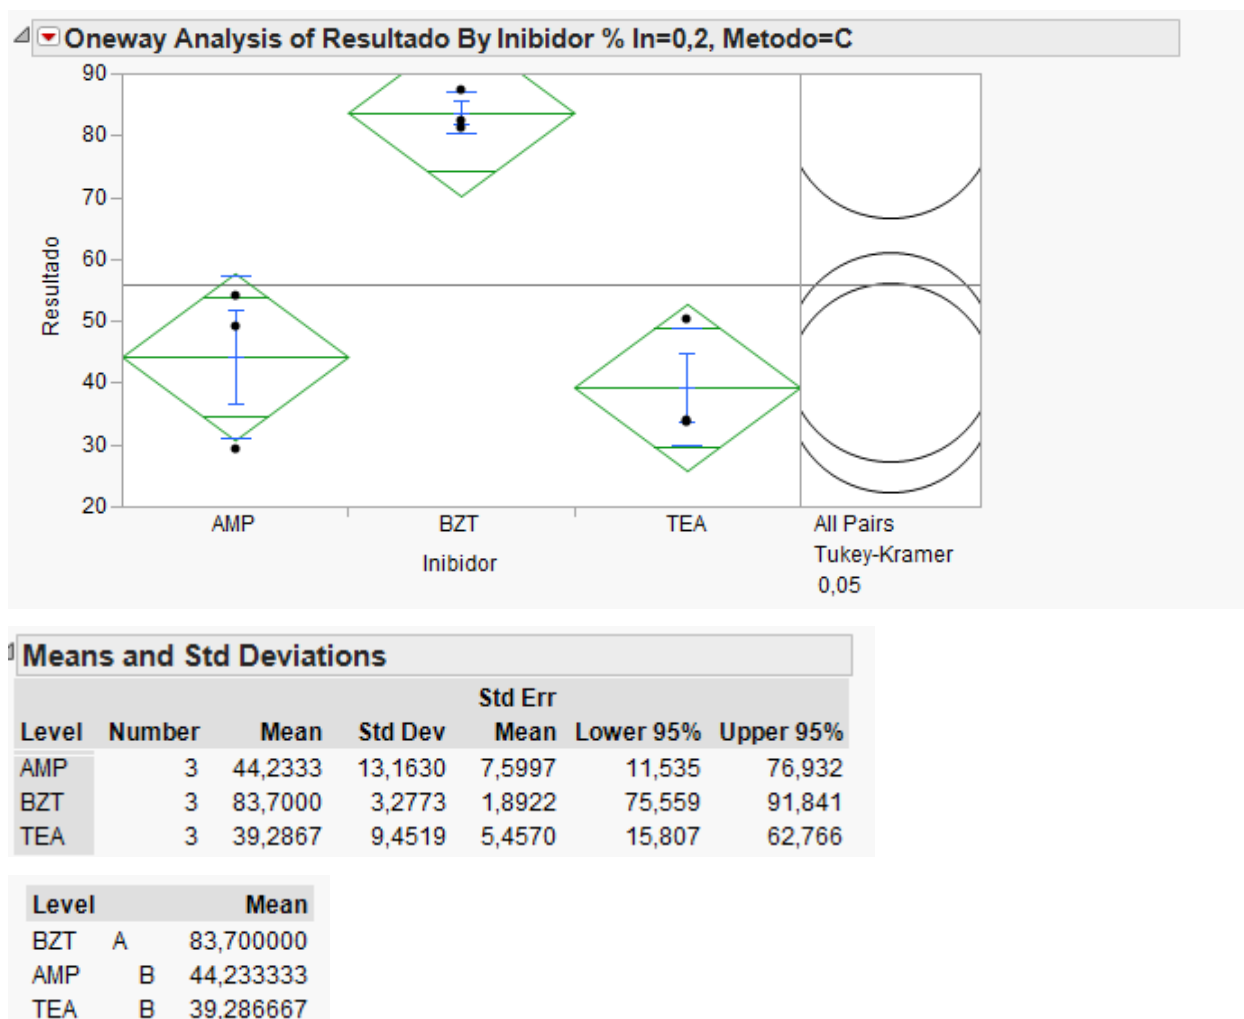 Oneway Analysis of Resultado By Inibidor % In=0,2, Metodo=C
90
80
70
60
50
40
30
20
Resultado
AMP BZT TEA All Pairs
Inibidor Tukey-Kramer
0,05
Means and Std Deviations
Std Err
Level Number Mean Std Dev Mean Lower 95% Upper 95%
AMP 3 44,2333 13,1630 7,5997 11,535 76,932
BZT 3 83,7000 3,2773 1,8922 75,559 91,841
TEA 3 39,2867 9,4519 5,4570 15,807 62,766
Level Mean
BZT A 83,700000
AMP B 44,233333
TEA B 39,286667